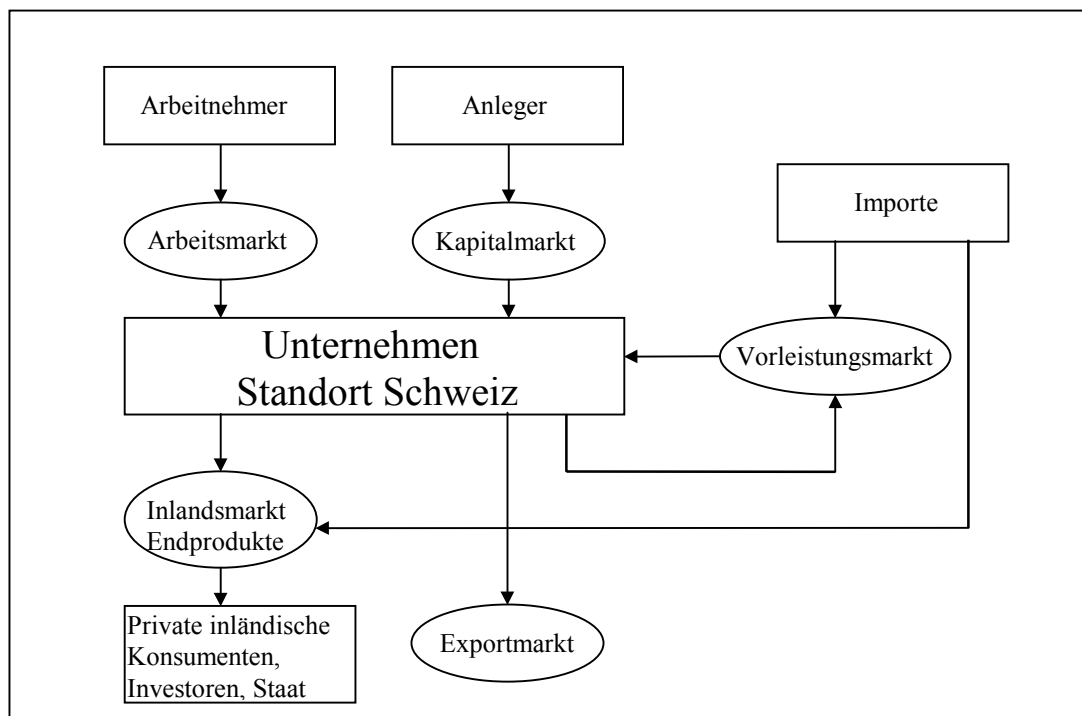 Arbeitnehmer
Anleger
Importe
Arbeitsmarkt
Kapitalmarkt
Unternehmen
Standort Schweiz
Vorleistungsmarkt
Inlandsmarkt
Endprodukte
Private inländische
Konsumenten,
Investoren, Staat
Exportmarkt